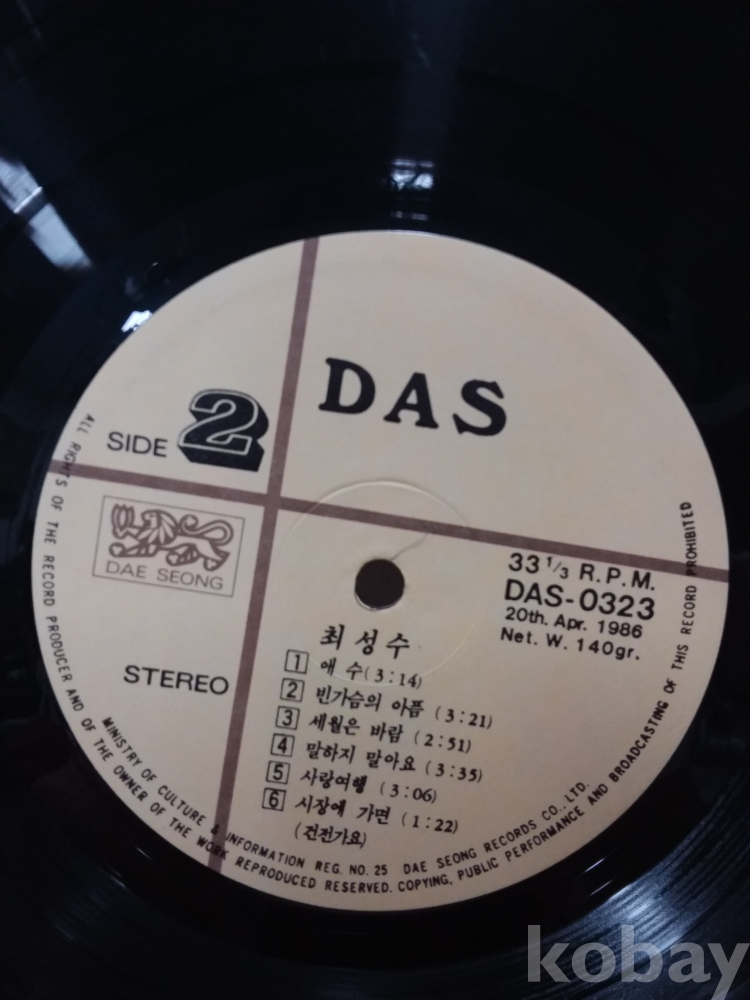 DAS
SIDE 2
DAE SEONG
33 1/3 R.P.M.
DAS-0323
20th. Apr. 1986
Net. W. 140gr.
STEREO
최성수
1 애 수 (3:14)
2 빈가슴의 아픔 (3:21)
3 세월은 바람 (2:51)
4 말하지 말아요 (3:35)
5 사랑여행 (3:06)
6 시장에 가면 (1:22)
(건전가요)
MINISTRY OF CULTURE & INFORMATION REG. NO. 25 DAE SEONG RECORDS CO., LTD.
ALL RIGHTS OF THE RECORD PRODUCER AND OF THE OWNER OF THE WORK REPRODUCED RESERVED. COPYING, PUBLIC PERFORMANCE AND BROADCASTING OF THIS RECORD PROHIBITED
kobay